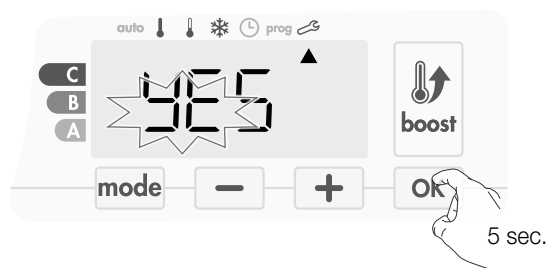 auto prog
C
B
A
YES
boost
mode - + OK
5 sec.